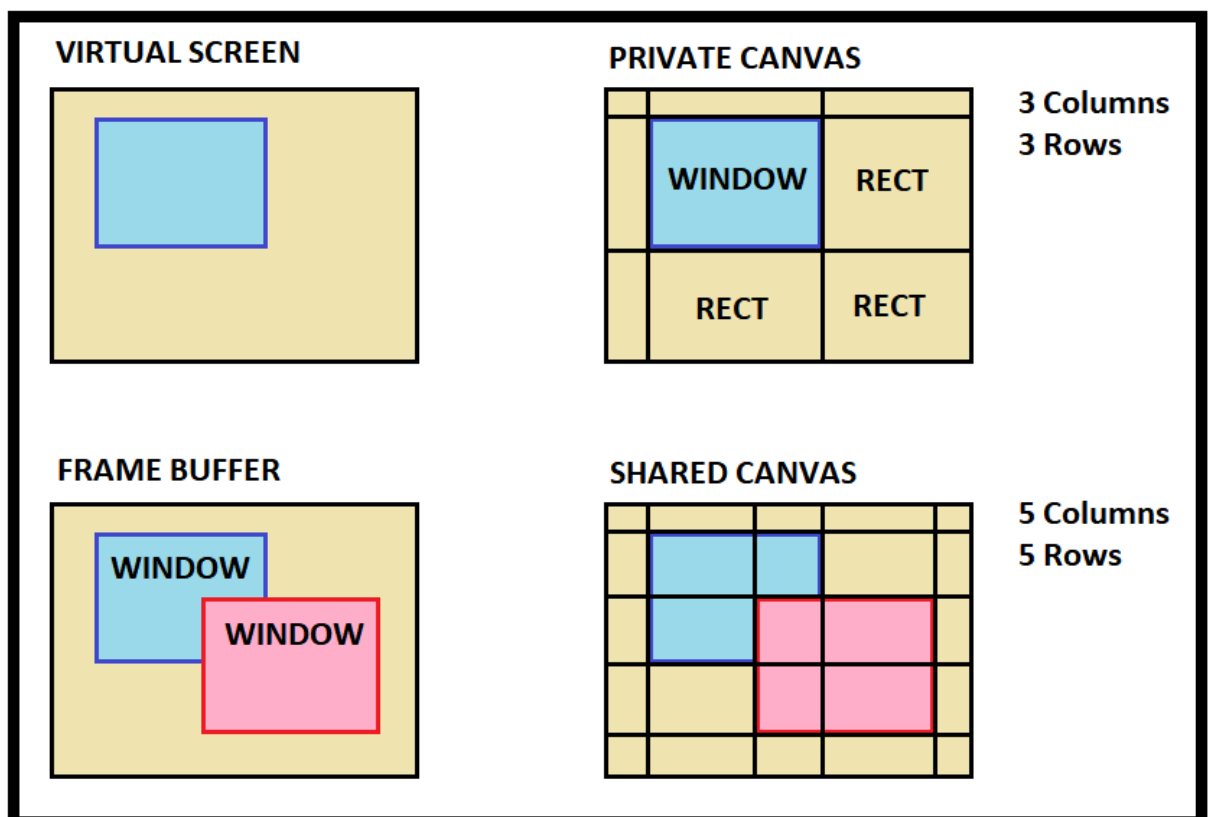 VIRTUAL SCREEN
PRIVATE CANVAS
3 Columns
3 Rows
WINDOW
RECT
RECT
RECT
FRAME BUFFER
SHARED CANVAS
5 Columns
5 Rows
WINDOW
WINDOW